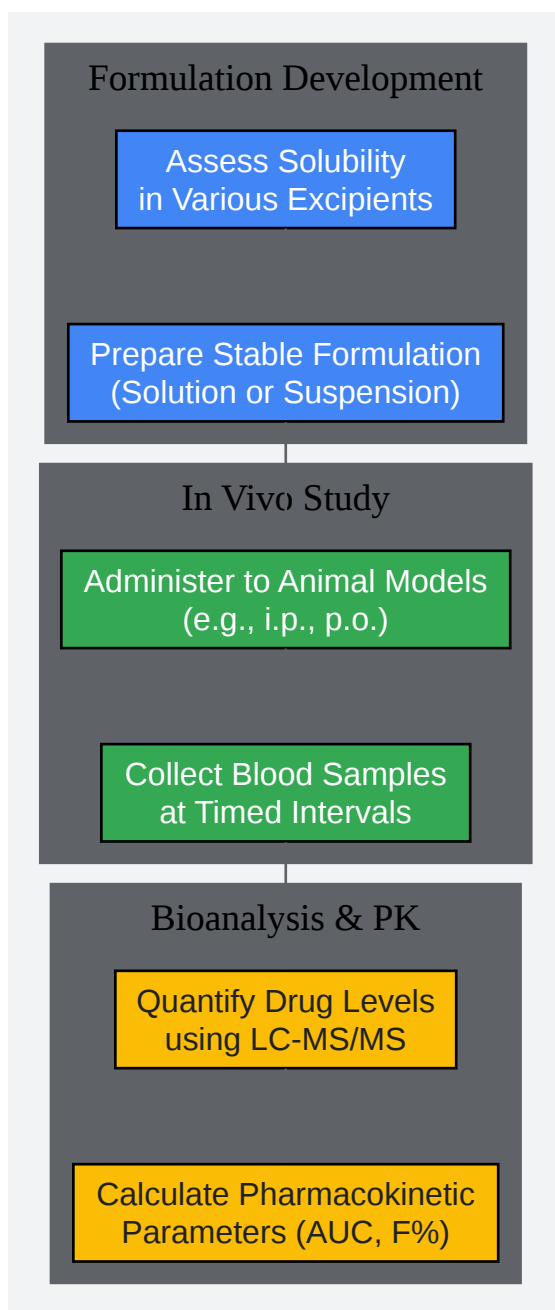 Formulation Development
Assess Solubility
in Various Excipients
Prepare Stable Formulation
(Solution or Suspension)
In Vivo Study
Administer to Animal Models
(e.g., i.p., p.o.)
Collect Blood Samples
at Timed Intervals
Bioanalysis & PK
Quantify Drug Levels
using LC-MS/MS
Calculate Pharmacokinetic
Parameters (AUC, F%)